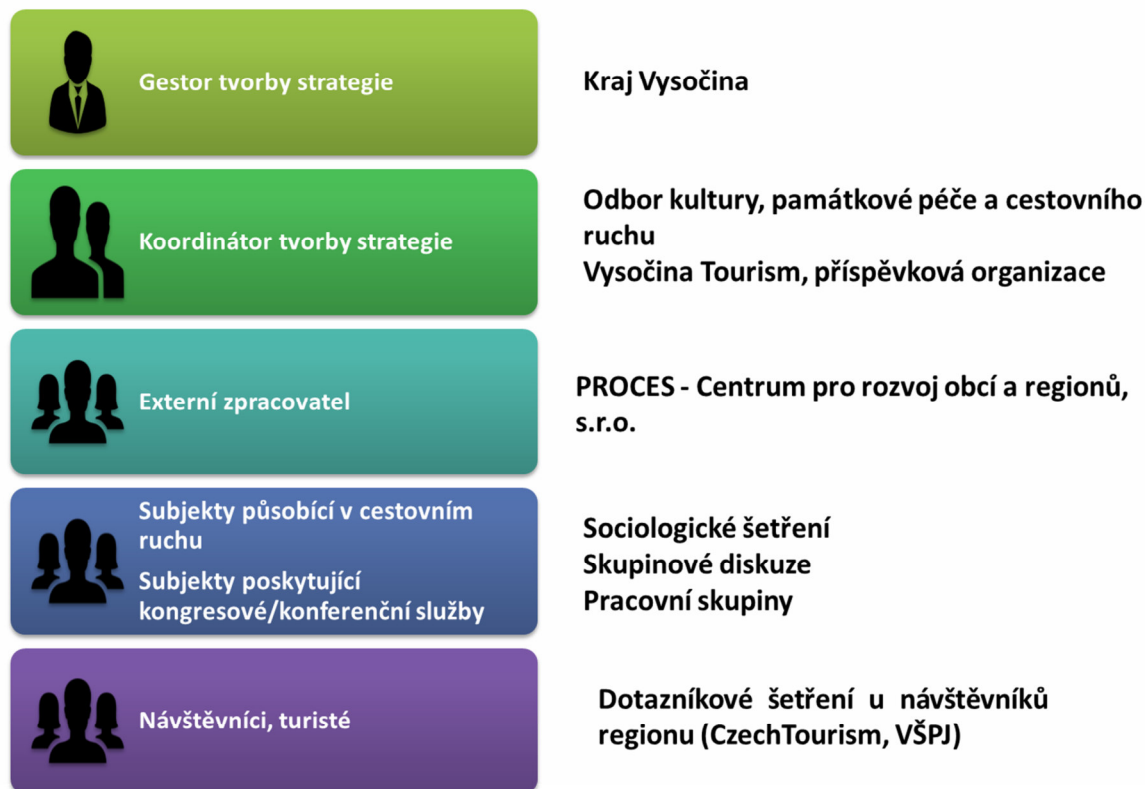 Gestor tvorby strategie
Kraj Vysočina
Koordinátor tvorby strategie
Odbor kultury, památkové péče a cestovního
ruchu
Vysočina Tourism, příspěvková organizace
Externí zpracovatel
PROCES - Centrum pro rozvoj obcí a regionů,
s.r.o.
Subjekty působící v cestovním
ruchu
Subjekty poskytující
kongresové/konferenční služby
Sociologické šetření
Skupinové diskuze
Pracovní skupiny
Návštěvníci, turisté
Dotazníkové šetření u návštěvníků
regionu (CzechTourism, VŠPJ)